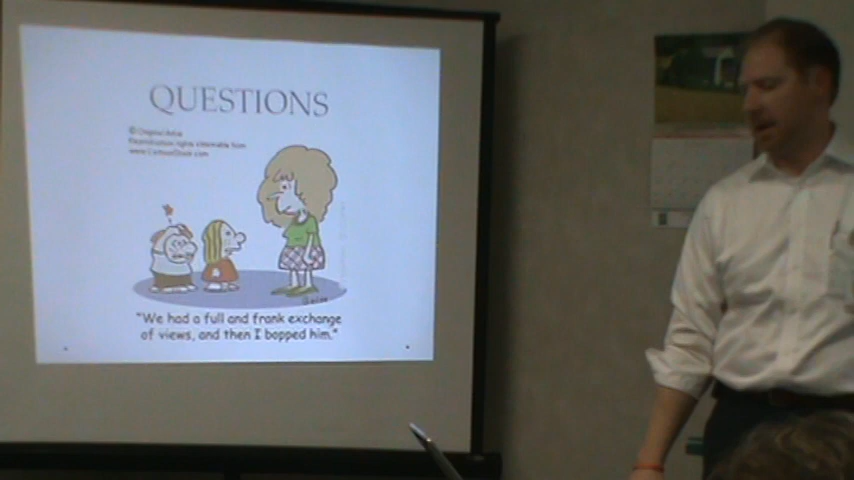 QUESTIONS
© Original Artist
Reproduction rights obtainable from
www.CartoonStock.com
"We had a full and frank exchange
of views, and then I bopped him."